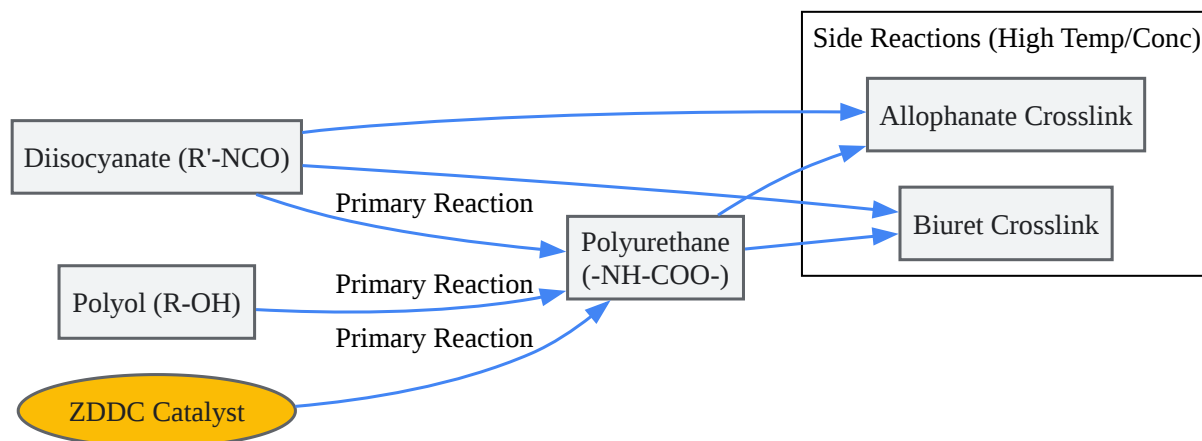 Side Reactions (High Temp/Conc)
Allophanate Crosslink
Diisocyanate (R'-NCO)
Primary Reaction
Biuret Crosslink
Polyurethane
(-NH-COO-)
Primary Reaction
Polyol (R-OH)
Primary Reaction
ZDDC Catalyst